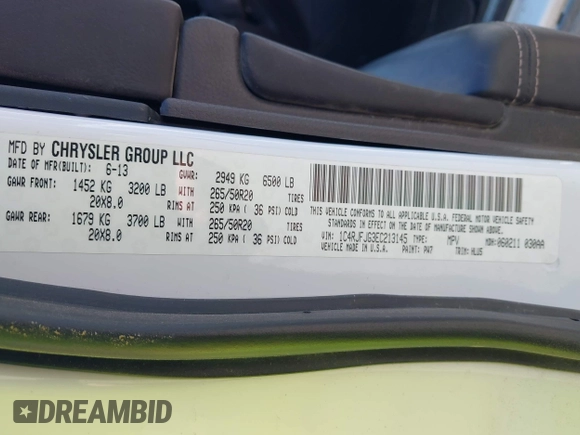 MFD BY CHRYSLER GROUP LLC
DATE OF MFR(BUILT): 6-13 GVWR: 2949 KG 6500 LB
GAWR FRONT: 1452 KG 3200 LB WITH 265/50R20 TIRES
20X8.0 RIMS AT 250 KPA ( 36 PSI) COLD
GAWR REAR: 1679 KG 3700 LB WITH 265/50R20 TIRES
20X8.0 RIMS AT 250 KPA ( 36 PSI) COLD
THIS VEHICLE CONFORMS TO ALL APPLICABLE U.S.A. FEDERAL MOTOR VEHICLE SAFETY
STANDARDS IN EFFECT ON THE DATE OF MANUFACTURE SHOWN ABOVE.
VIN: 1C4RJFJG3EC213145 TYPE: MPV MDH: 060211 030AA
VEHICLE MADE IN U.S.A. PAINT: PW7 TRIM: HLUS
DREAMBID